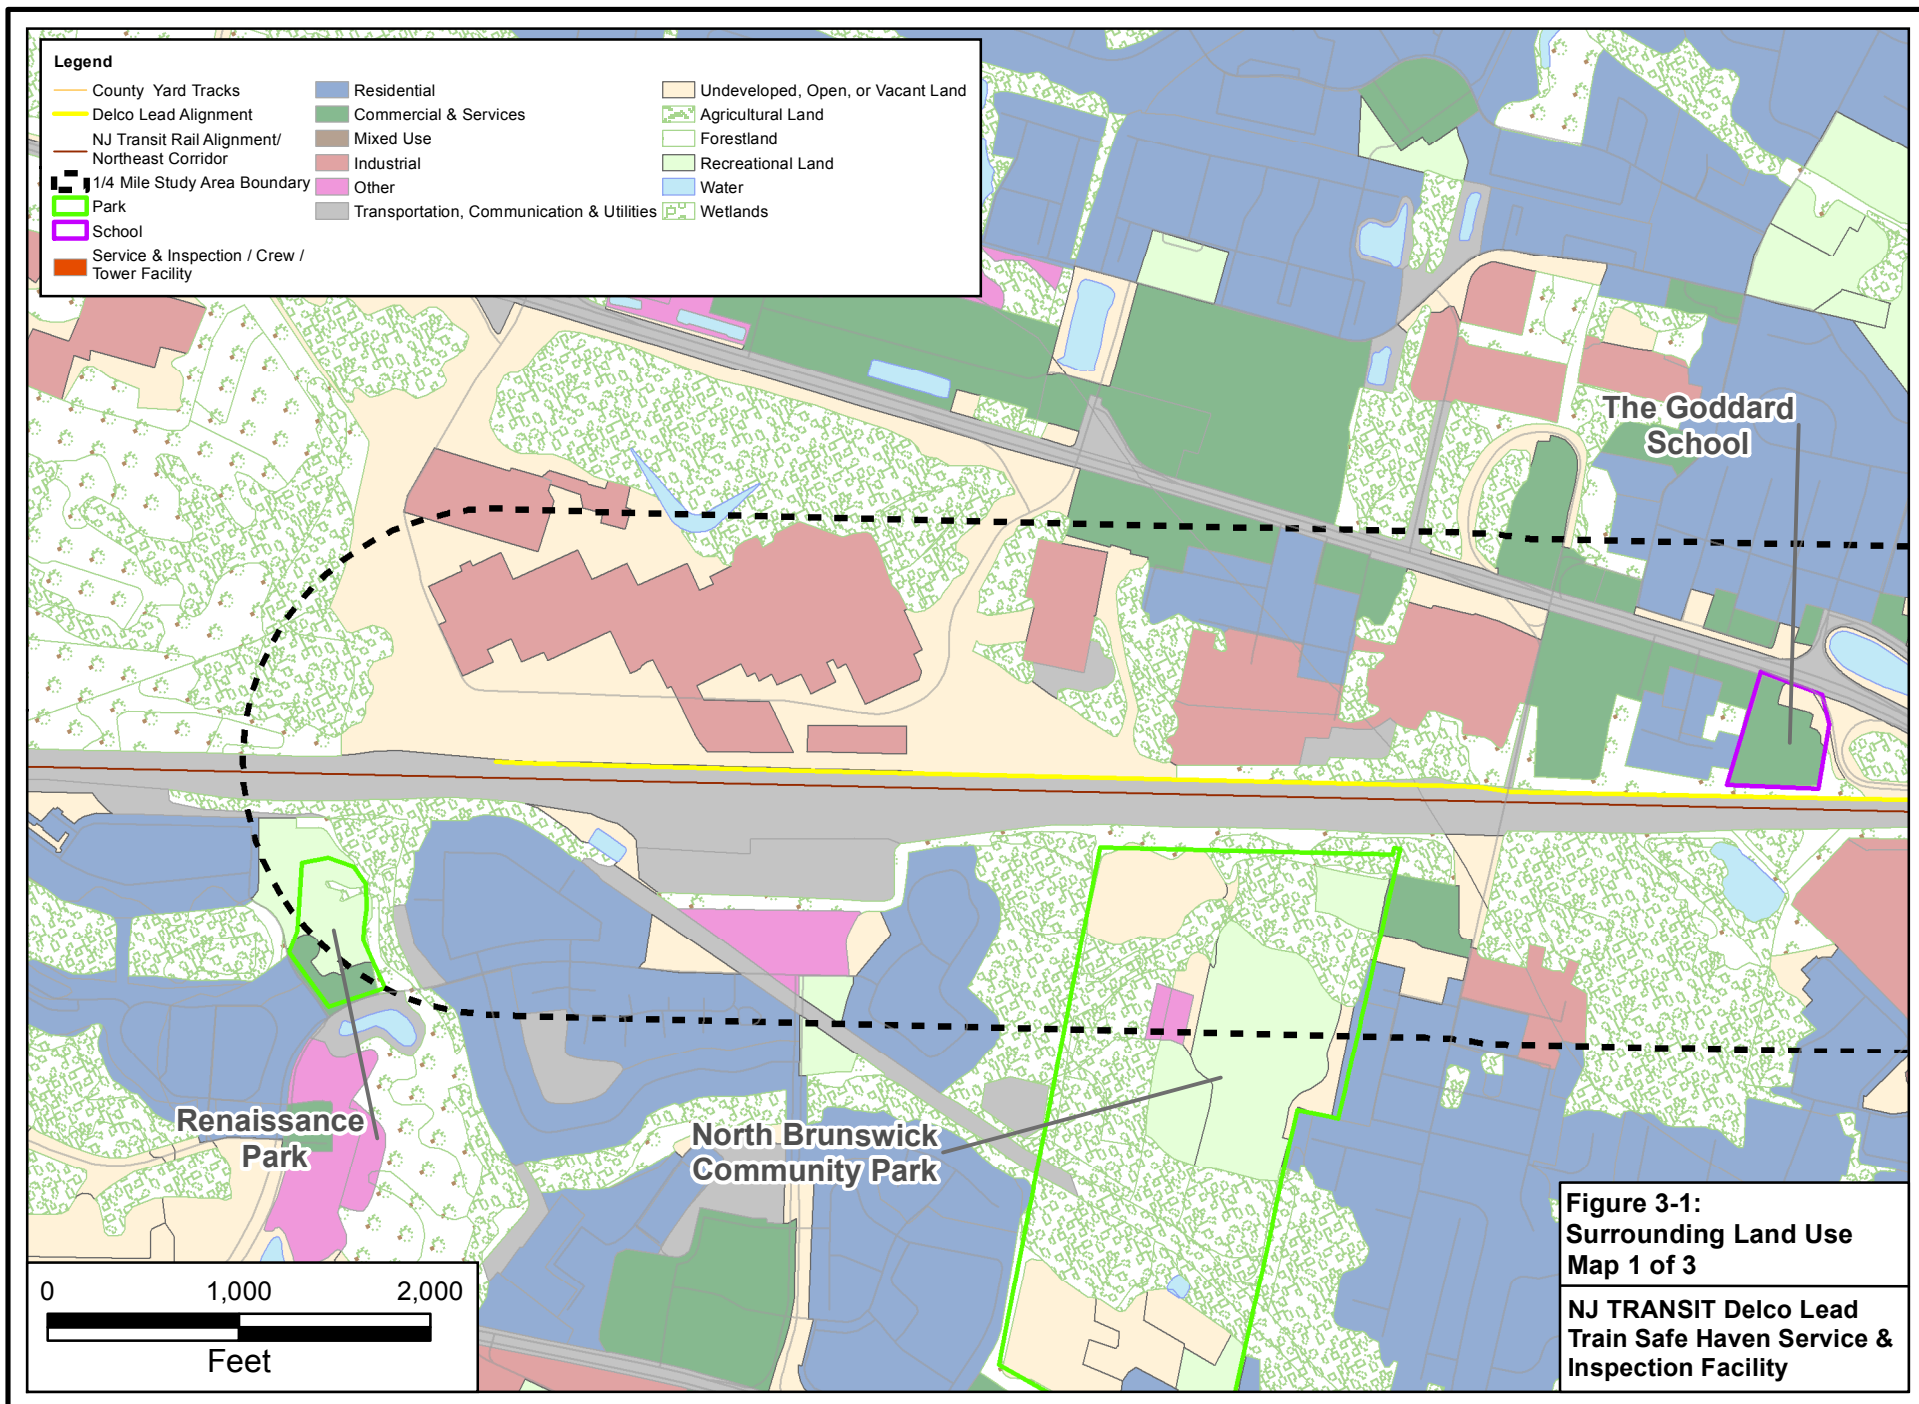 Legend
County Yard Tracks
Delco Lead Alignment
NJ Transit Rail Alignment/
Northeast Corridor
1/4 Mile Study Area Boundary
Park
School
Service & Inspection / Crew /
Tower Facility
Residential
Commercial & Services
Mixed Use
Industrial
Other
Transportation, Communication & Utilities
Undeveloped, Open, or Vacant Land
Agricultural Land
Forestland
Recreational Land
Water
Wetlands
The Goddard
School
Renaissance
Park
North Brunswick
Community Park
0 1,000 2,000
Feet
Figure 3-1:
Surrounding Land Use
Map 1 of 3
NJ TRANSIT Delco Lead
Train Safe Haven Service &
Inspection Facility